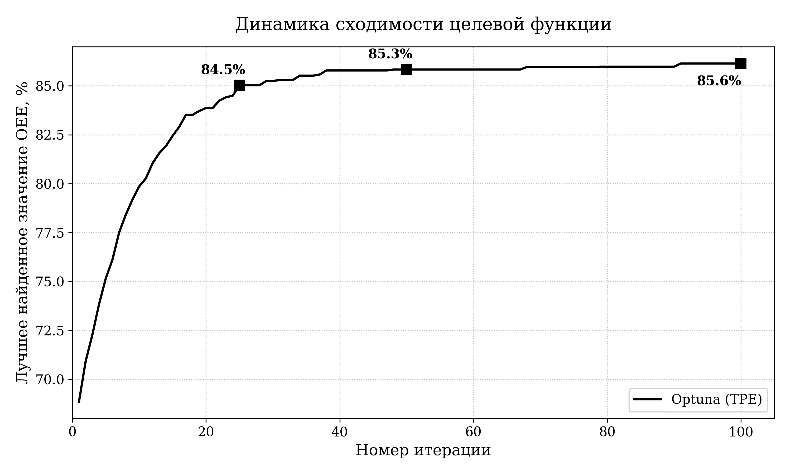 Динамика сходимости целевой функции
Лучшее найденное значение OEE, %
85.0
82.5
80.0
77.5
75.0
72.5
70.0
84.5%
85.3%
85.6%
Optuna (TPE)
0 20 40 60 80 100
Номер итерации